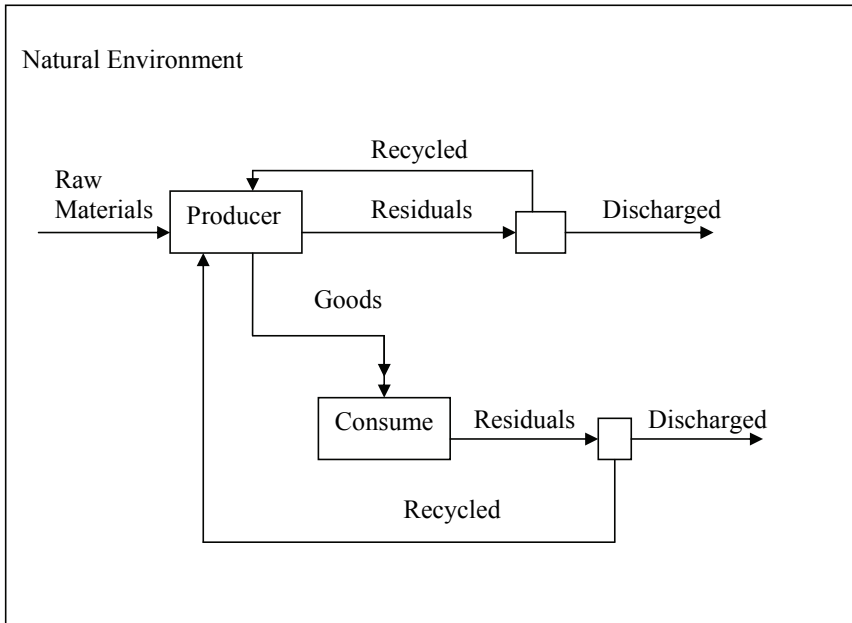 Natural Environment
Recycled
Raw
Materials
Producer
Residuals
Discharged
Goods
Consume
Residuals
Discharged
Recycled